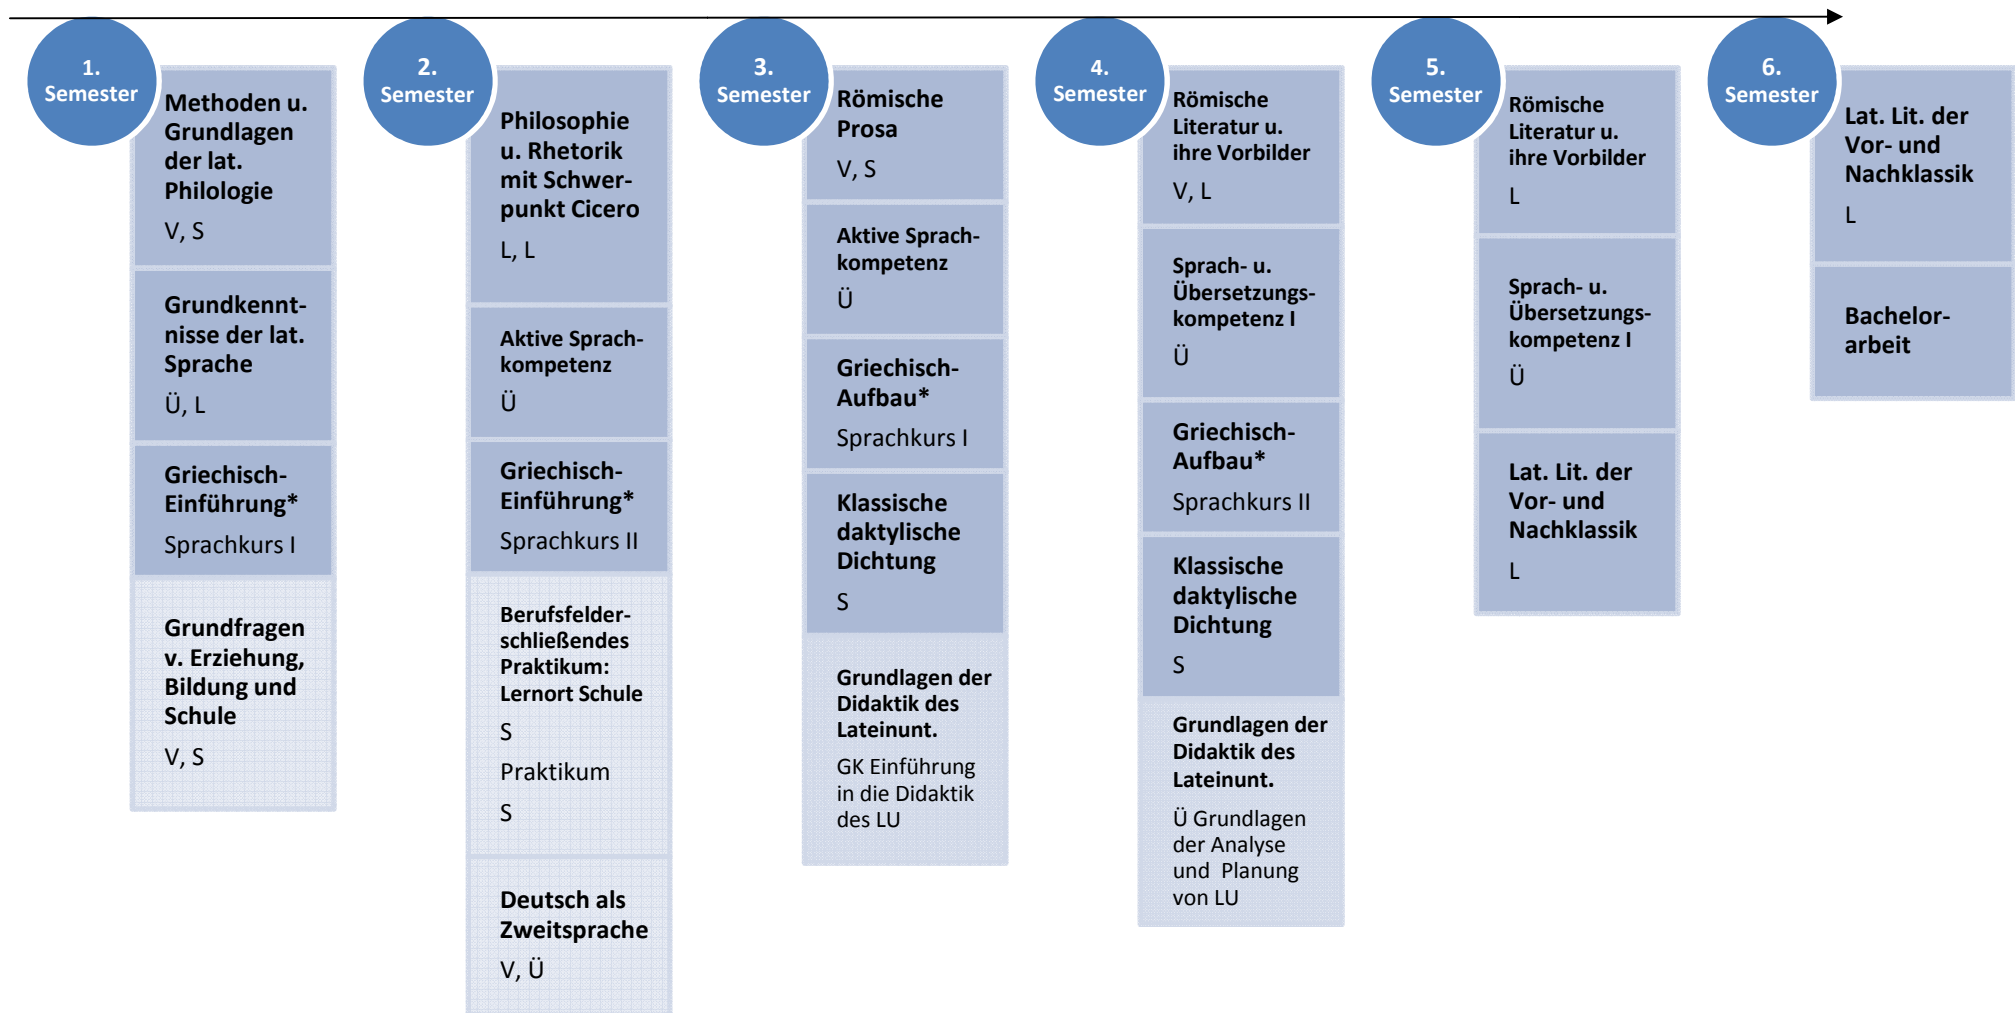 1.
Semester
Methoden u.
Grundlagen
der lat.
Philologie
V, S
Grundkennt-
nisse der lat.
Sprache
Ü, L
Griechisch-
Einführung*
Sprachkurs I
Grundfragen
v. Erziehung,
Bildung und
Schule
V, S
2.
Semester
Philosophie
u. Rhetorik
mit Schwer-
punkt Cicero
L, L
Aktive Sprach-
kompetenz
Ü
Griechisch-
Einführung*
Sprachkurs II
Berufsfelder-
schließendes
Praktikum:
Lernort Schule
S
Praktikum
S
Deutsch als
Zweitsprache
V, Ü
3.
Semester
Römische
Prosa
V, S
Aktive Sprach-
kompetenz
Ü
Griechisch-
Aufbau*
Sprachkurs I
Klassische
daktylische
Dichtung
S
Grundlagen der
Didaktik des
Lateinunt.
GK Einführung
in die Didaktik
des LU
4.
Semester
Römische
Literatur u.
ihre Vorbilder
V, L
Sprach- u.
Übersetzungs-
kompetenz I
Ü
Griechisch-
Aufbau*
Sprachkurs II
Klassische
daktylische
Dichtung
S
Grundlagen der
Didaktik des
Lateinunt.
Ü Grundlagen
der Analyse
und Planung
von LU
5.
Semester
Römische
Literatur u.
ihre Vorbilder
L
Sprach- u.
Übersetzungs-
kompetenz I
Ü
Lat. Lit. der
Vor- und
Nachklassik
L
6.
Semester
Lat. Lit. der
Vor- und
Nachklassik
L
Bachelor-
arbeit